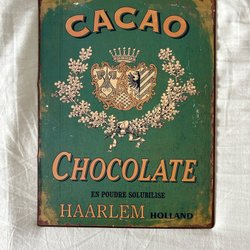 CACAO
CHOCOLATE
EN POUDRE SOLUBILISE
HAARLEM HOLLAND